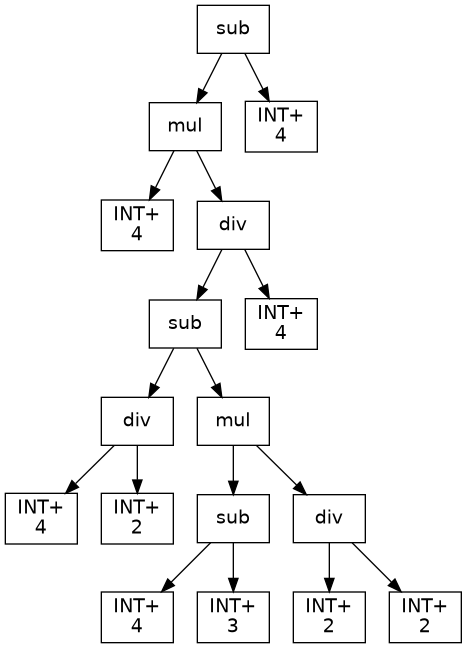 sub
mul
INT+
4
INT+
4
div
sub
INT+
4
div
mul
INT+
4
INT+
2
sub
div
INT+
4
INT+
3
INT+
2
INT+
2